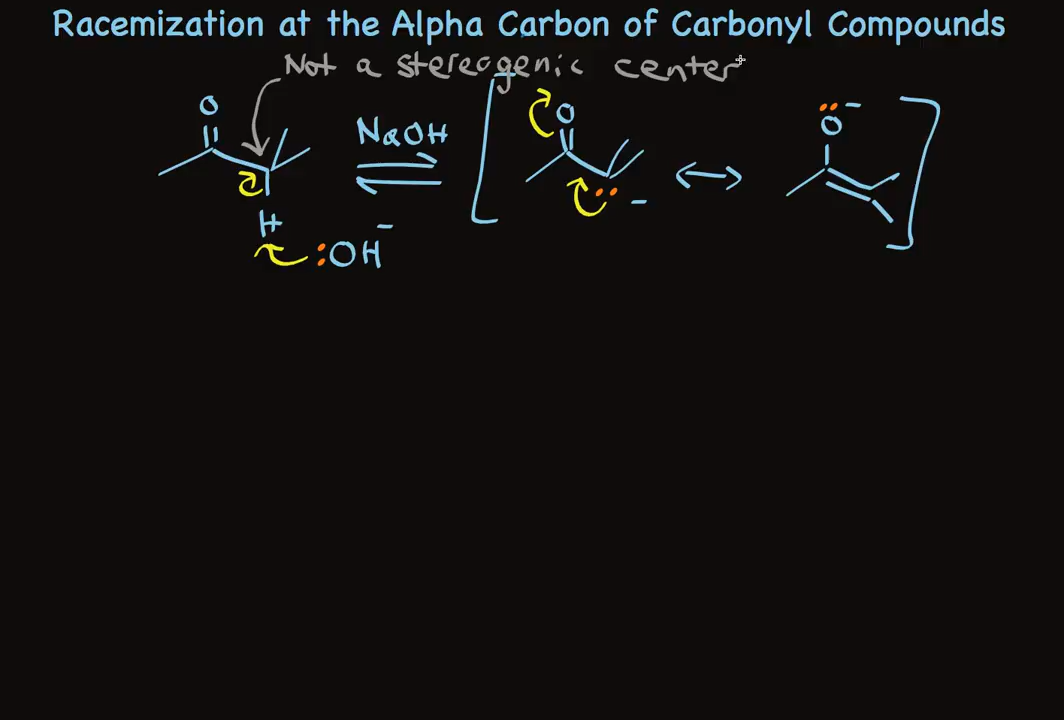 Racemization at the Alpha Carbon of Carbonyl Compounds
Not a stereogenic center
O
NaOH
O
O
H
OH